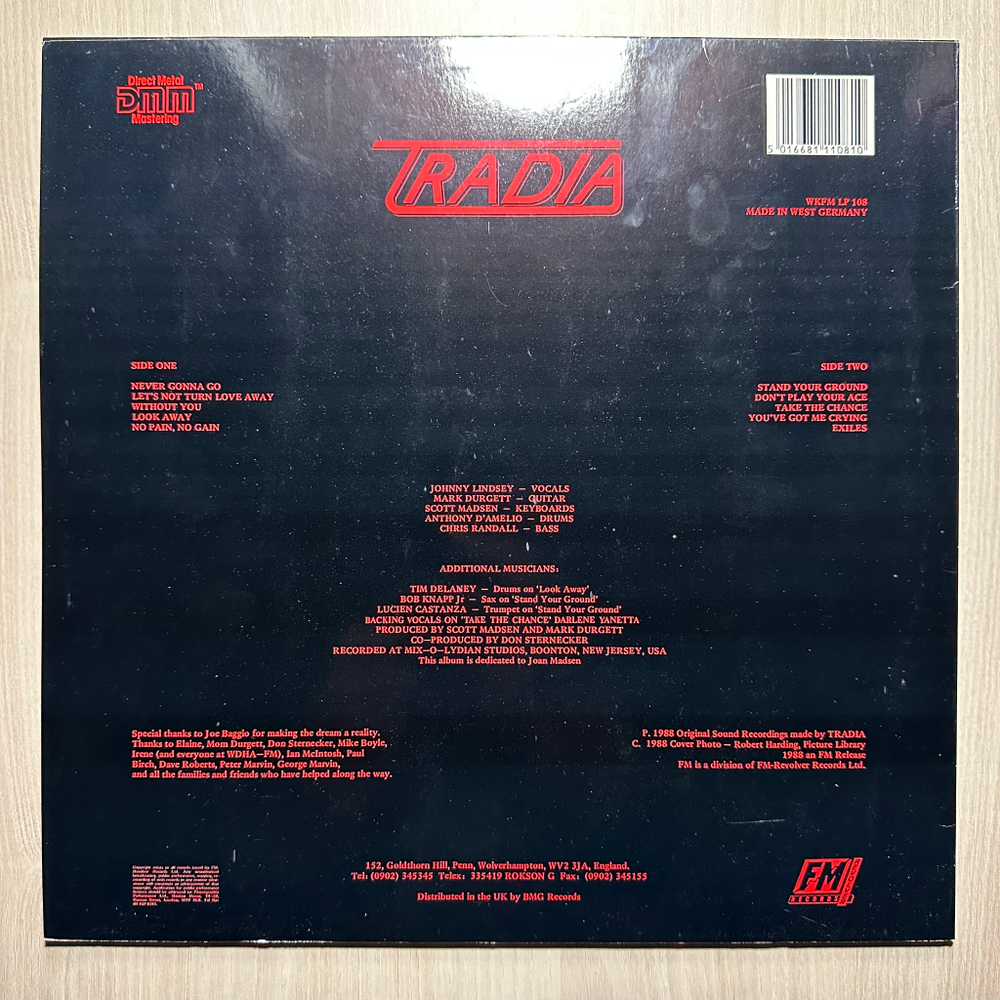 Direct Metal
DMM™
Mastering
5 016681 110810
TRADIA
WKFM LP 108
MADE IN WEST GERMANY
SIDE ONE
NEVER GONNA GO
LET'S NOT TURN LOVE AWAY
WITHOUT YOU
LOOK AWAY
NO PAIN, NO GAIN
SIDE TWO
STAND YOUR GROUND
DON'T PLAY YOUR ACE
TAKE THE CHANCE
YOU'VE GOT ME CRYING
EXILES
JOHNNY LINDSEY — VOCALS
MARK DURGETT — GUITAR
SCOTT MADSEN — KEYBOARDS
ANTHONY D'AMELIO — DRUMS
CHRIS RANDALL — BASS
ADDITIONAL MUSICIANS:
TIM DELANEY — Drums on 'Look Away'
BOB KNAPP Jr — Sax on 'Stand Your Ground'
LUCIEN CASTANZA — Trumpet on 'Stand Your Ground'
BACKING VOCALS ON 'TAKE THE CHANCE' DARLENE YANETTA
PRODUCED BY SCOTT MADSEN AND MARK DURGETT
CO—PRODUCED BY DON STERNECKER
RECORDED AT MIX—O—LYDIAN STUDIOS, BOONTON, NEW JERSEY, USA
This album is dedicated to Joan Madsen
Special thanks to Joe Baggio for making the dream a reality.
Thanks to Elaine, Mom Durgett, Don Sternecker, Mike Boyle,
Irene (and everyone at WDHA—FM), Ian McIntosh, Paul
Birch, Dave Roberts, Peter Marvin, George Marvin,
and all the families and friends who have helped along the way.
P. 1988 Original Sound Recordings made by TRADIA
C. 1988 Cover Photo — Robert Harding, Picture Library
1988 an FM Release
FM is a division of FM-Revolver Records Ltd.
152, Goldthorn Hill, Penn, Wolverhampton, WV2 3JA, England.
Tel: (0902) 345345 Telex: 335419 ROKSON G Fax: (0902) 345155
Distributed in the UK by BMG Records
FM
RECORDS